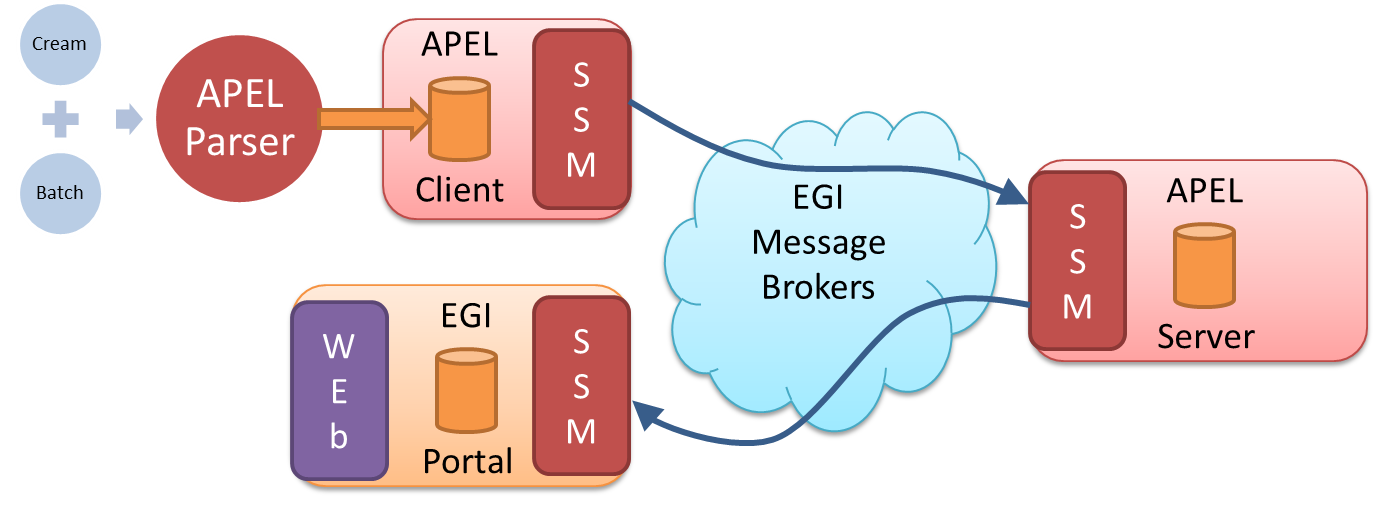 Cream
Batch
APEL
Parser
APEL
Client
S
S
M
EGI
Message
Brokers
S
S
M
APEL
Server
W
E
b
EGI
Portal
S
S
M